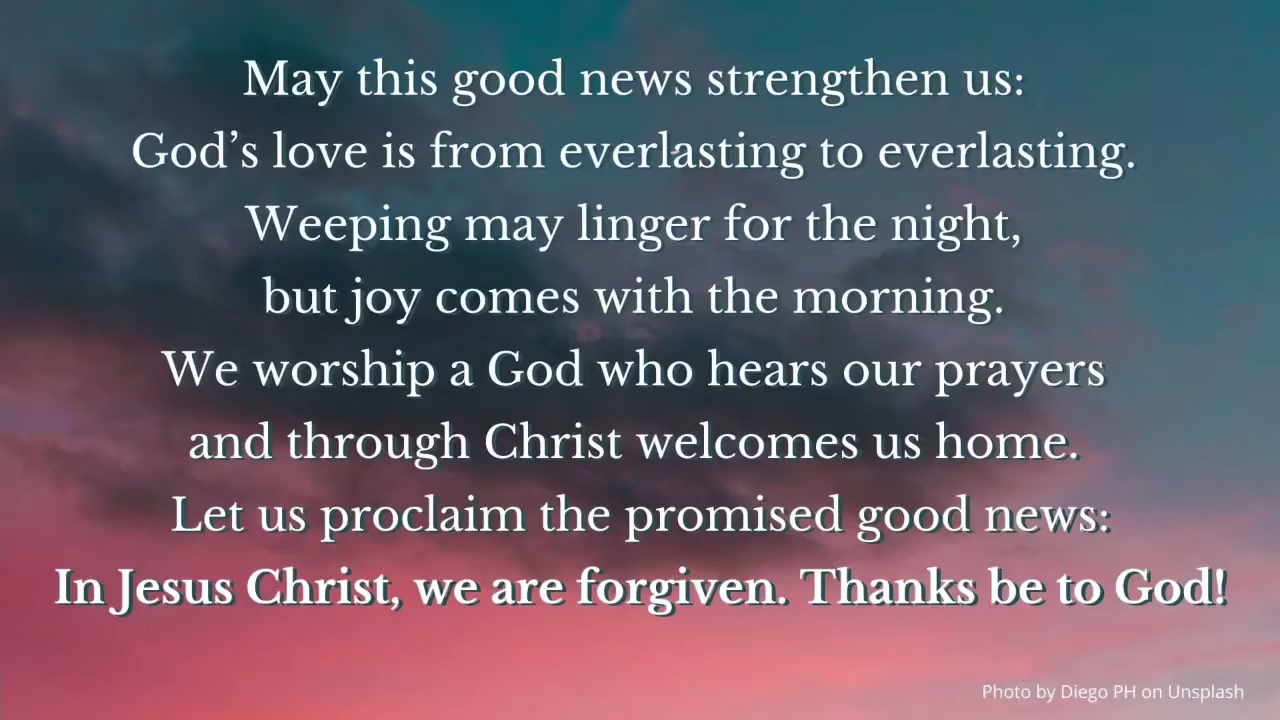 May this good news strengthen us:
God’s love is from everlasting to everlasting.
Weeping may linger for the night,
but joy comes with the morning.
We worship a God who hears our prayers
and through Christ welcomes us home.
Let us proclaim the promised good news:
In Jesus Christ, we are forgiven. Thanks be to God!
Photo by Diego PH on Unsplash